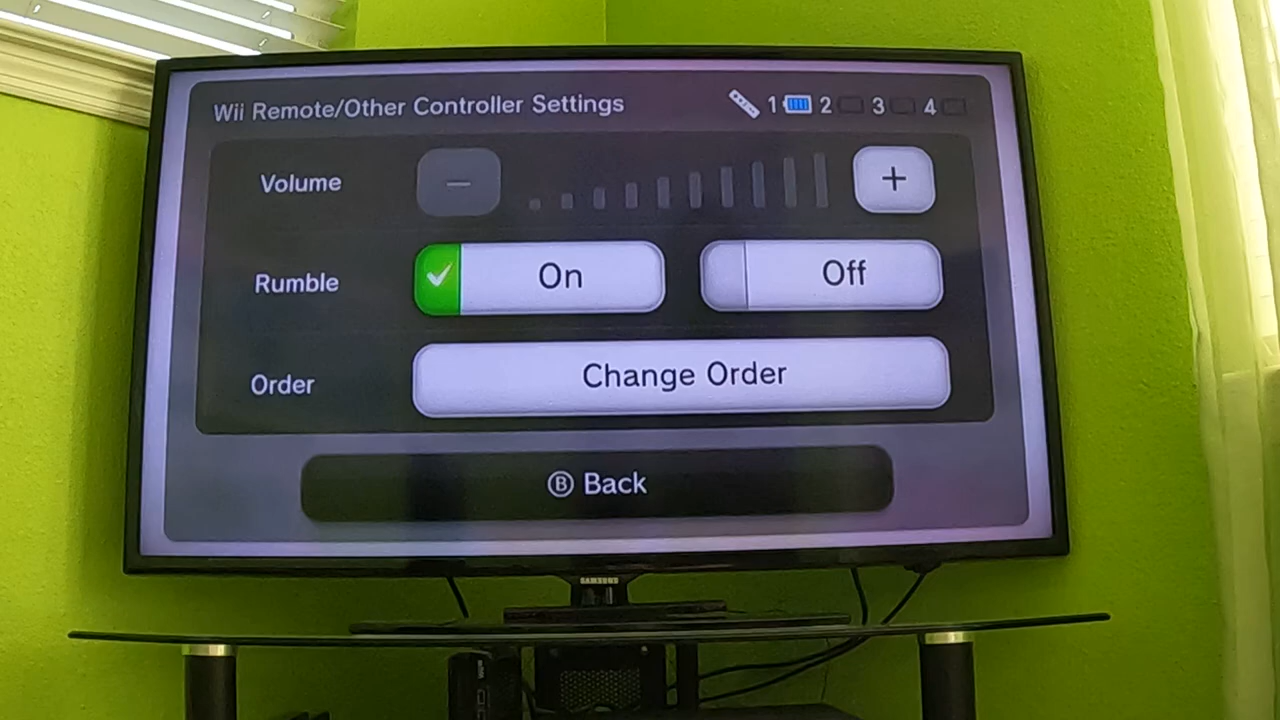 Wii Remote/Other Controller Settings 1 2 3 4
Volume − +
Rumble On Off
Order Change Order
B Back
SAMSUNG